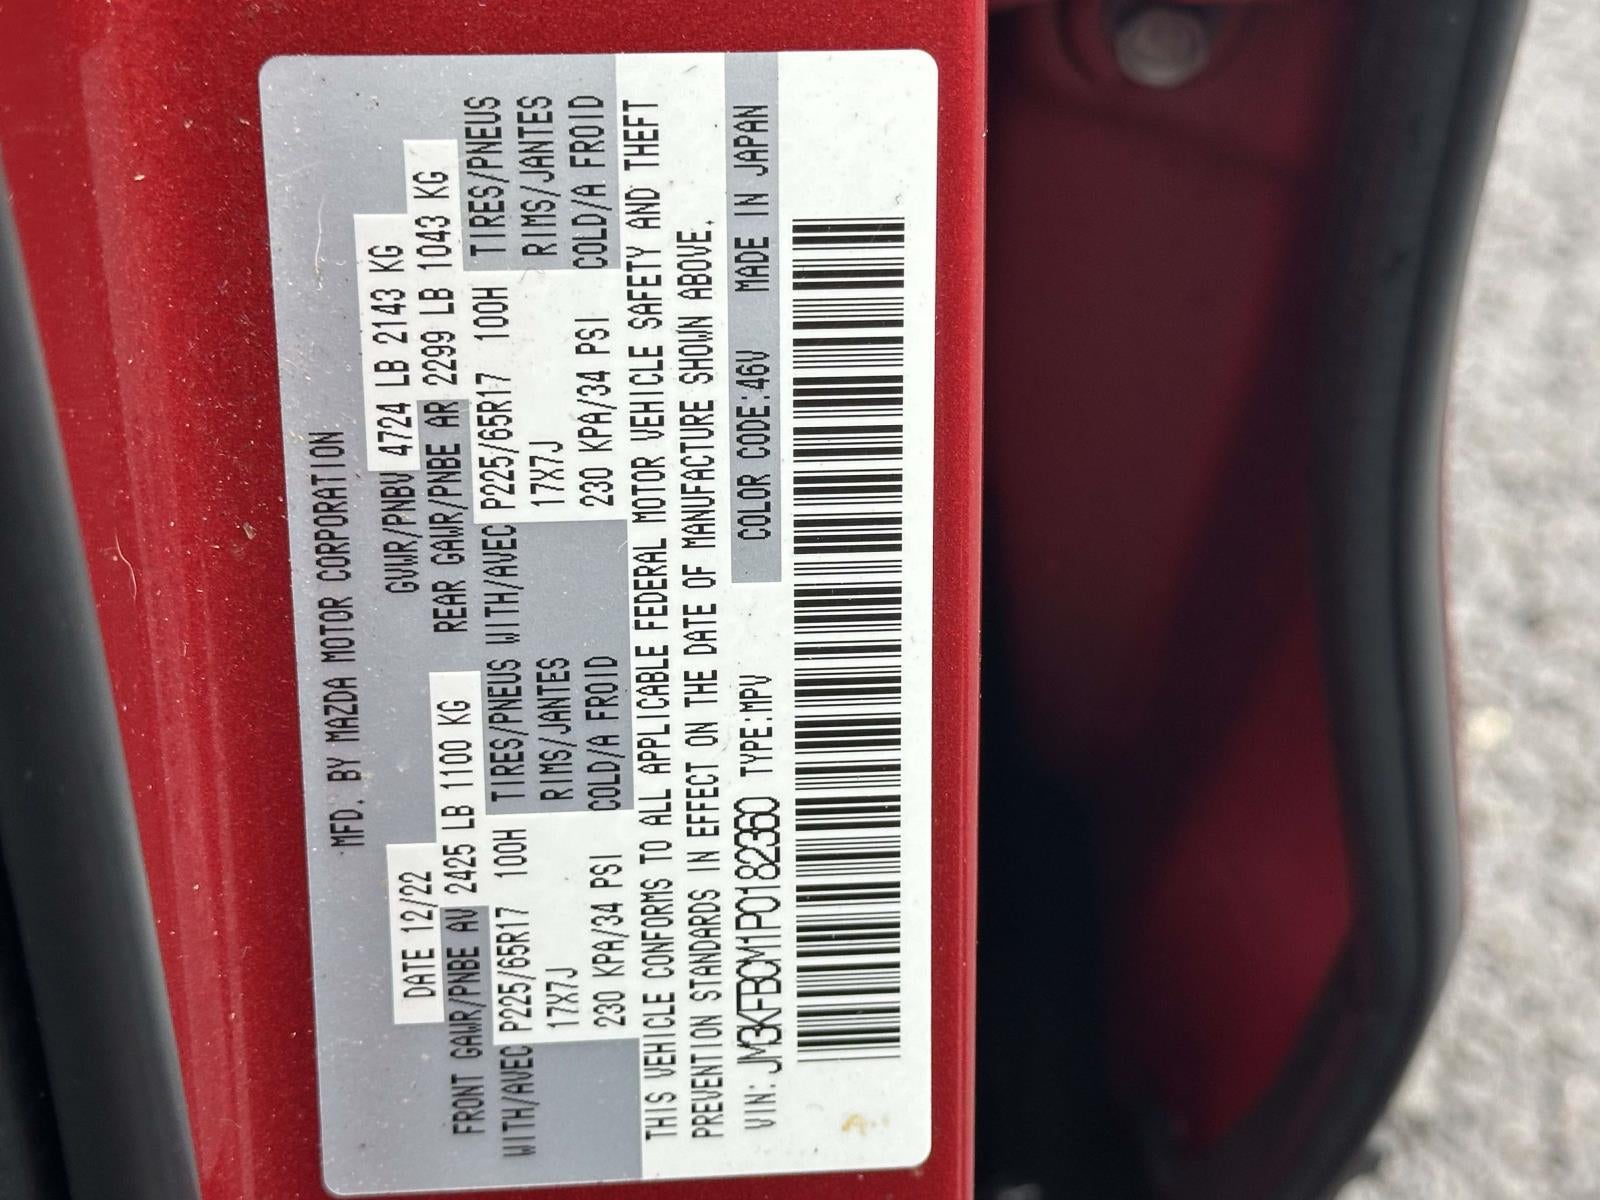 MFD. BY MAZDA MOTOR CORPORATION
DATE 12/22 GVWR/PNBV 4724 LB 2143 KG
FRONT GAWR/PNBE AV 2425 LB 1100 KG REAR GAWR/PNBE AR 2299 LB 1043 KG
WITH/AVEC P225/65R17 100H TIRES/PNEUS WITH/AVEC P225/65R17 100H TIRES/PNEUS
17X7J RIMS/JANTES 17X7J RIMS/JANTES
230 KPA/34 PSI COLD/A FROID 230 KPA/34 PSI COLD/A FROID
THIS VEHICLE CONFORMS TO ALL APPLICABLE FEDERAL MOTOR VEHICLE SAFETY AND THEFT
PREVENTION STANDARDS IN EFFECT ON THE DATE OF MANUFACTURE SHOWN ABOVE.
VIN: JM3KFBCM1P0182360 TYPE:MPV COLOR CODE:46V MADE IN JAPAN